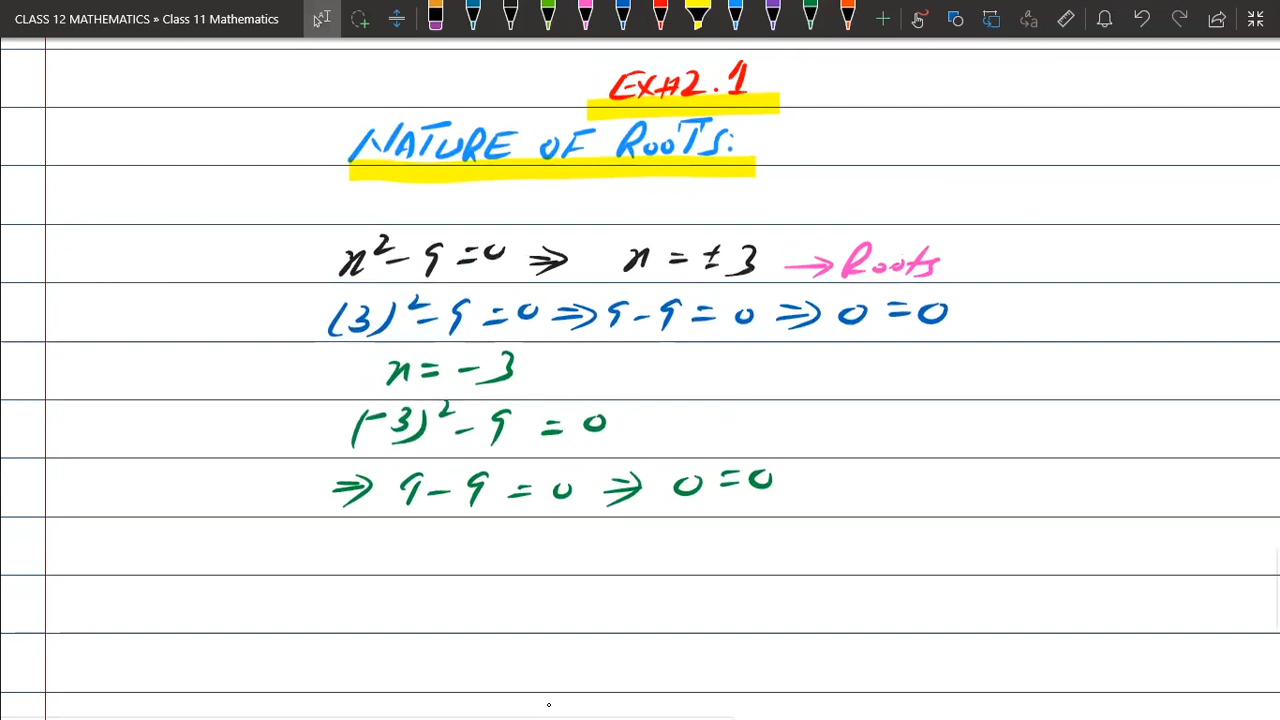 CLASS 12 MATHEMATICS » Class 11 Mathematics
Ex#2.1
NATURE OF ROOTS:
x² - 9 = 0 ⇒ x = ± 3 → Roots
(3)² - 9 = 0 ⇒ 9 - 9 = 0 ⇒ 0 = 0
x = - 3
(-3)² - 9 = 0
⇒ 9 - 9 = 0 ⇒ 0 = 0